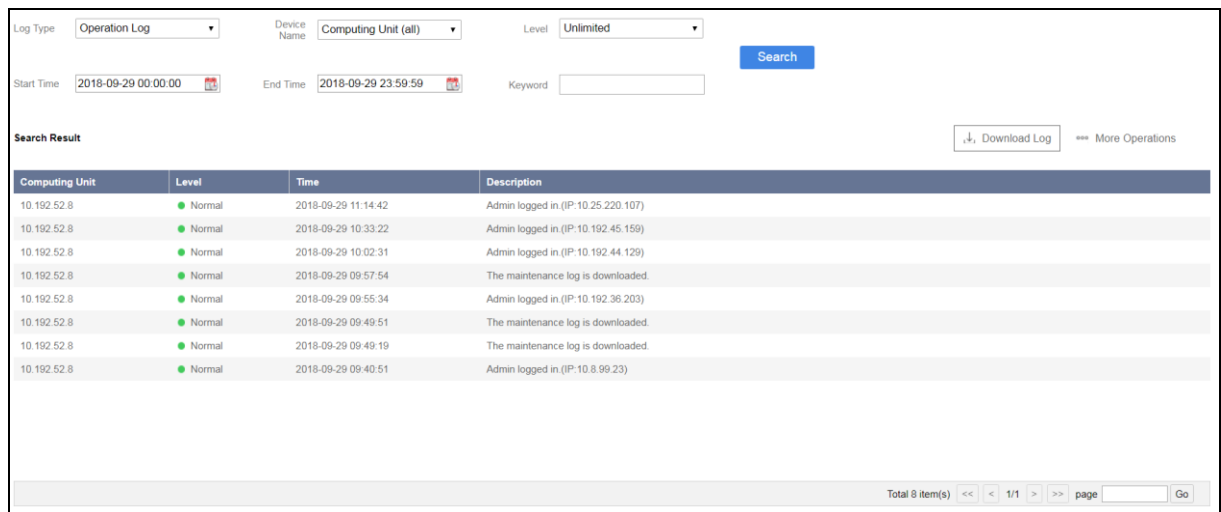 Log Type Operation Log Device Name Computing Unit (all) Level Unlimited
Search
Start Time 2018-09-29 00:00:00 End Time 2018-09-29 23:59:59 Keyword
Search Result Download Log More Operations
Computing Unit Level Time Description
10.192.52.8 Normal 2018-09-29 11:14:42 Admin logged in.(IP:10.25.220.107)
10.192.52.8 Normal 2018-09-29 10:33:22 Admin logged in.(IP:10.192.45.159)
10.192.52.8 Normal 2018-09-29 10:02:31 Admin logged in.(IP:10.192.44.129)
10.192.52.8 Normal 2018-09-29 09:57:54 The maintenance log is downloaded.
10.192.52.8 Normal 2018-09-29 09:55:34 Admin logged in.(IP:10.192.36.203)
10.192.52.8 Normal 2018-09-29 09:49:51 The maintenance log is downloaded.
10.192.52.8 Normal 2018-09-29 09:49:19 The maintenance log is downloaded.
10.192.52.8 Normal 2018-09-29 09:40:51 Admin logged in.(IP:10.8.99.23)
Total 8 item(s) << < 1/1 > >> page Go